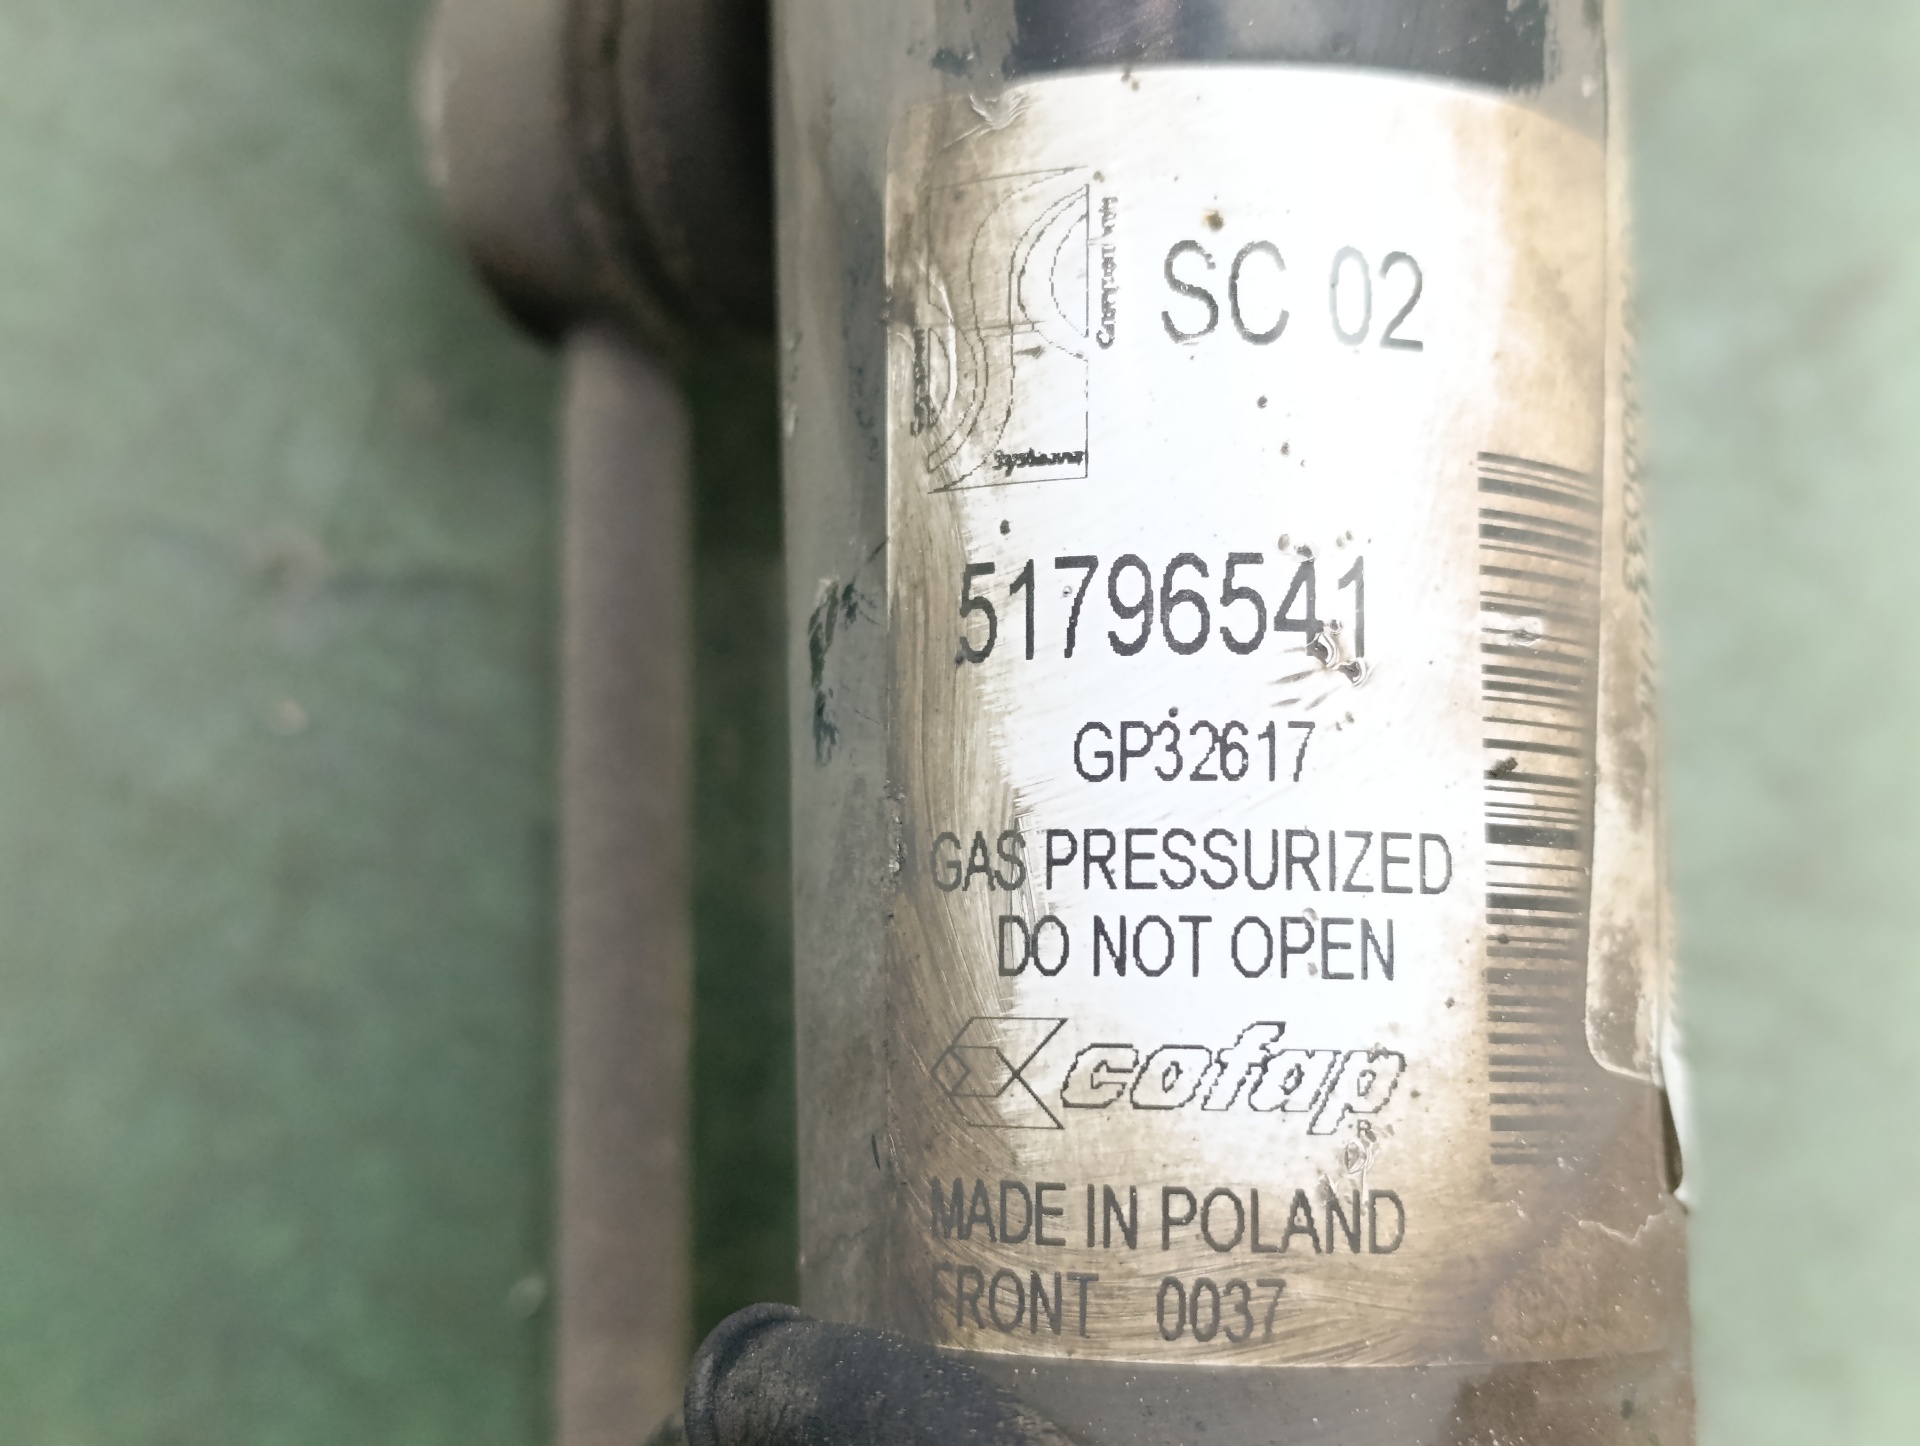 SC 02
51796541
GP32617
GAS PRESSURIZED
DO NOT OPEN
cofap
MADE IN POLAND
FRONT 0037